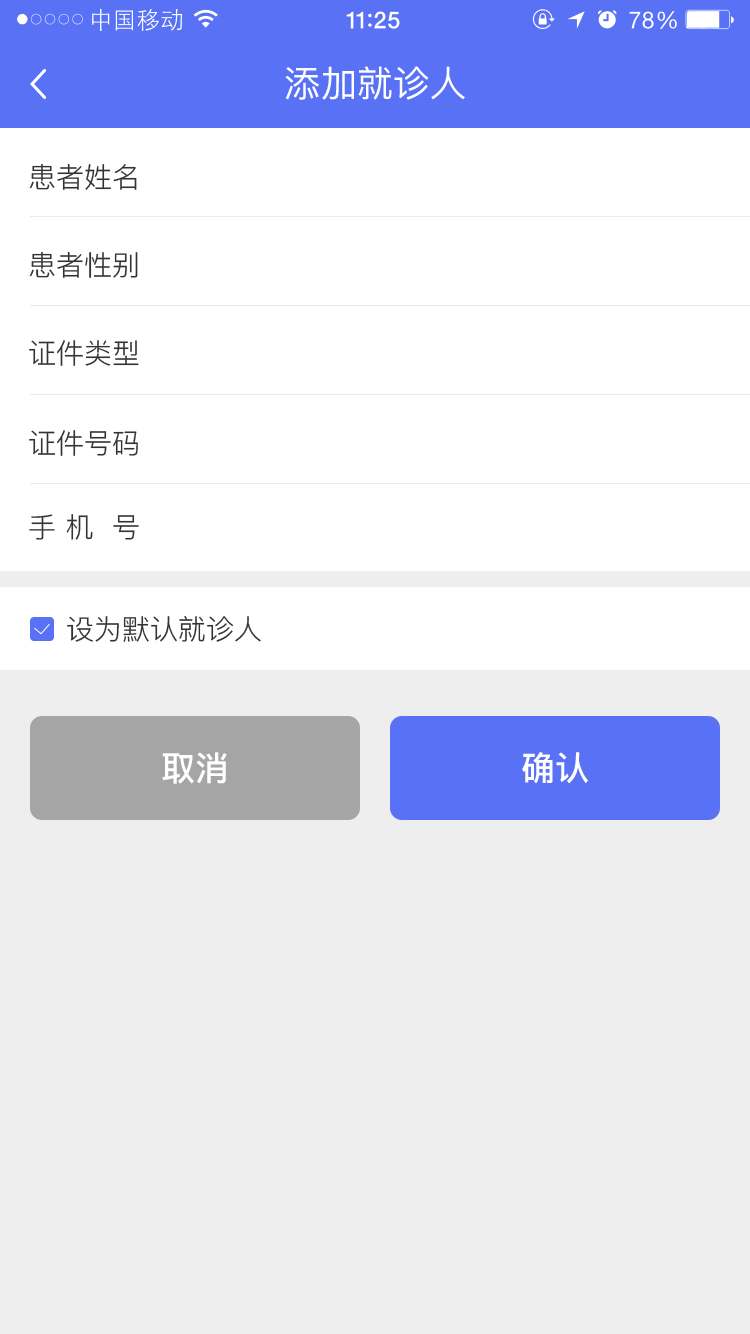 中国移动 11:25 78%
添加就诊人
患者姓名
患者性别
证件类型
证件号码
手 机 号
设为默认就诊人
取消 确认